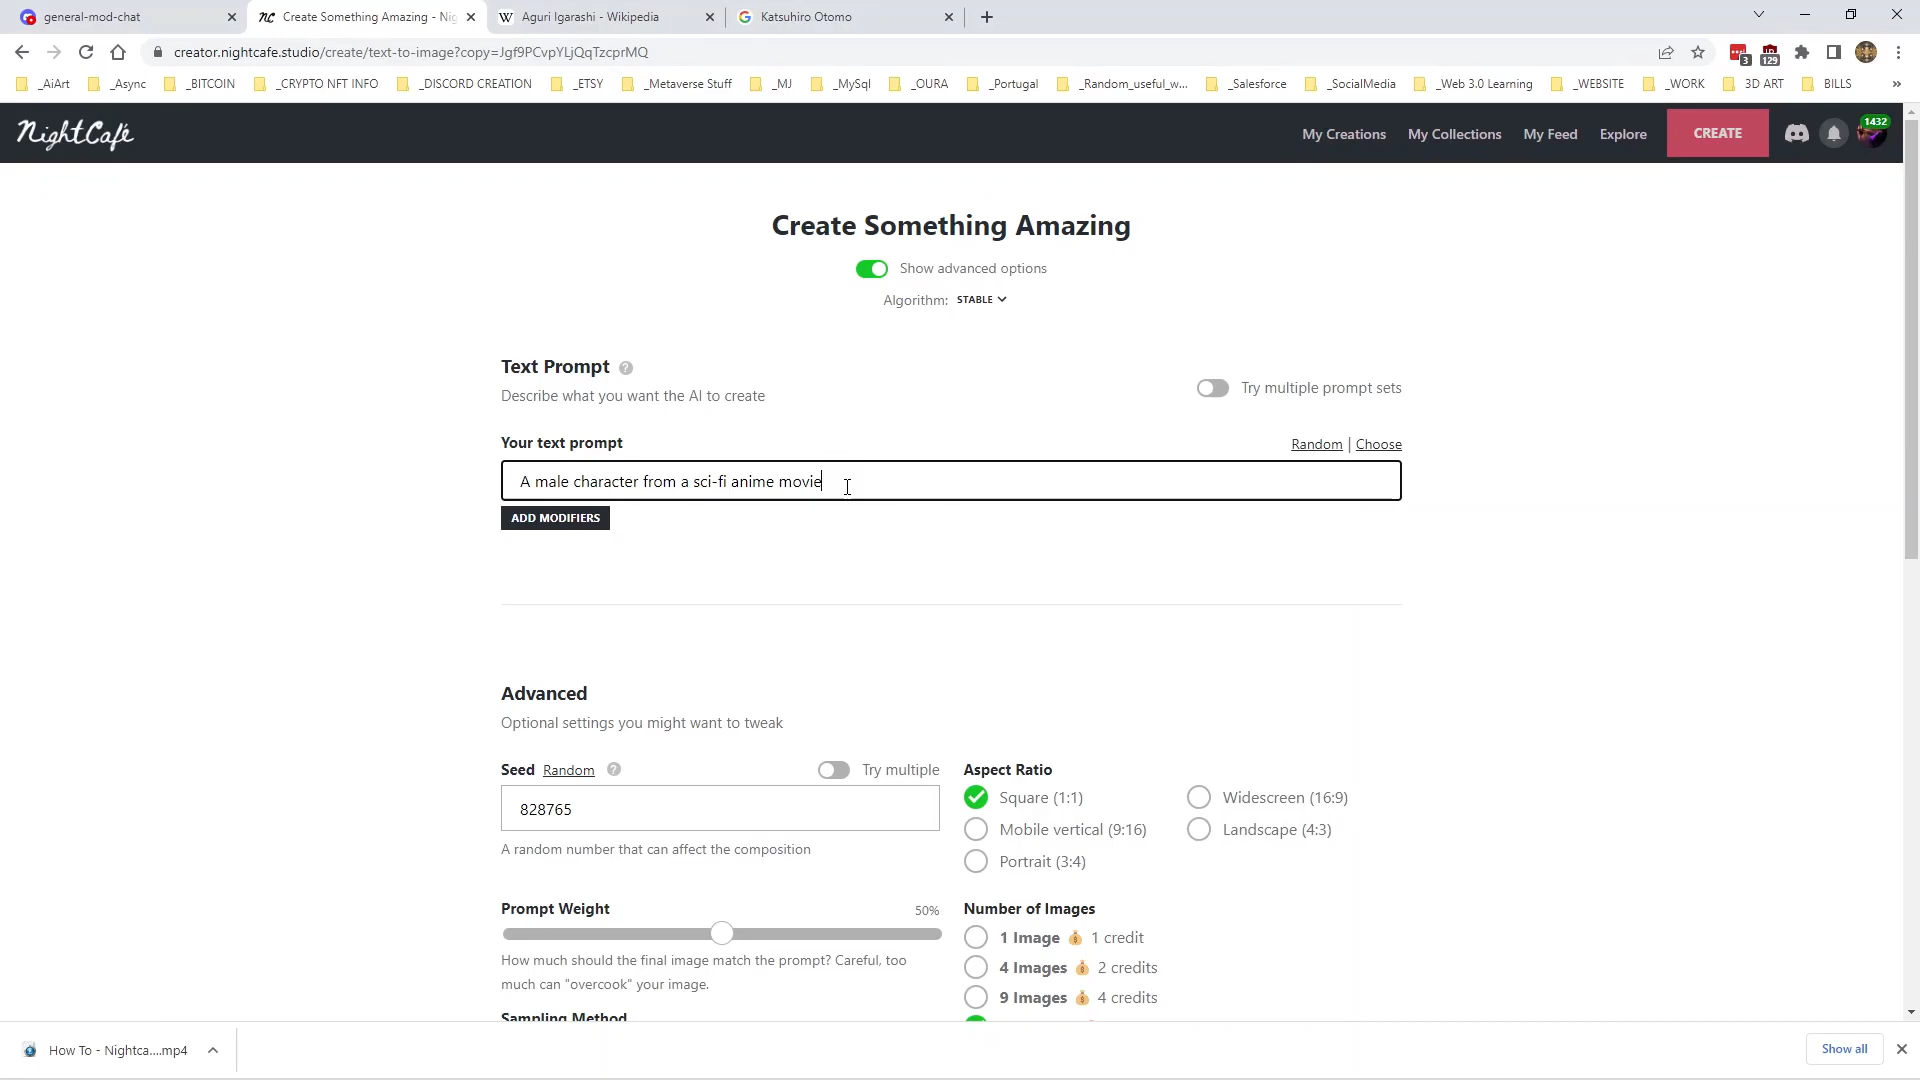 general-mod-chat
Create Something Amazing - Nig
Aguri Igarashi - Wikipedia
Katsuhiro Otomo
creator.nightcafe.studio/create/text-to-image?copy=Jgf9PCvpYLjQqTzcprMQ
3
129
_AiArt
_Async
_BITCOIN
_CRYPTO NFT INFO
_DISCORD CREATION
_ETSY
_Metaverse Stuff
_MJ
_MySql
_OURA
_Portugal
_Random_useful_w...
_Salesforce
_SocialMedia
_Web 3.0 Learning
_WEBSITE
_WORK
3D ART
BILLS
»
NightCafé
My Creations
My Collections
My Feed
Explore
CREATE
1432
Create Something Amazing
Show advanced options
Algorithm: STABLE
Text Prompt ?
Describe what you want the AI to create
Try multiple prompt sets
Your text prompt
Random | Choose
A male character from a sci-fi anime movie
ADD MODIFIERS
Advanced
Optional settings you might want to tweak
Seed Random ?
Try multiple
828765
A random number that can affect the composition
Aspect Ratio
Square (1:1)
Widescreen (16:9)
Mobile vertical (9:16)
Landscape (4:3)
Portrait (3:4)
Prompt Weight
50%
How much should the final image match the prompt? Careful, too
much can "overcook" your image.
Sampling Method
Number of Images
1 Image 💰 1 credit
4 Images 💰 2 credits
9 Images 💰 4 credits
How To - Nightca....mp4
Show all